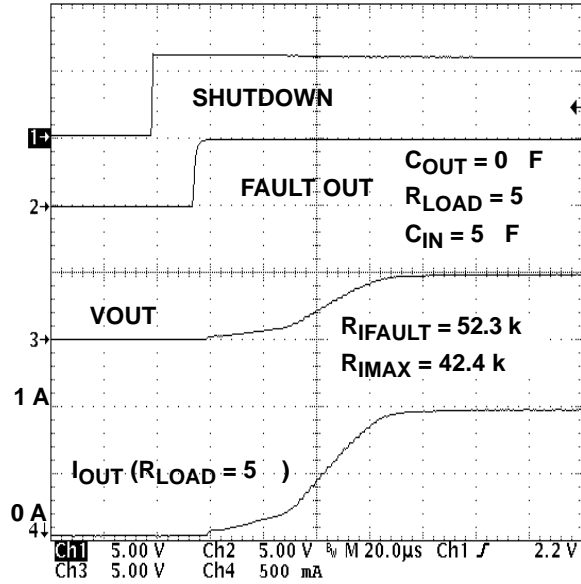 SHUTDOWN
1
FAULT OUT
COUT = 0 F
RLOAD = 5
CIN = 5 F
2
VOUT
3
RIFAULT = 52.3 k
RIMAX = 42.4 k
1 A
IOUT (RLOAD = 5 )
0 A
4
Ch1 5.00 V Ch2 5.00 V BW M 20.0µs Ch1 ƒ 2.2 V
Ch3 5.00 V Ch4 500 mA